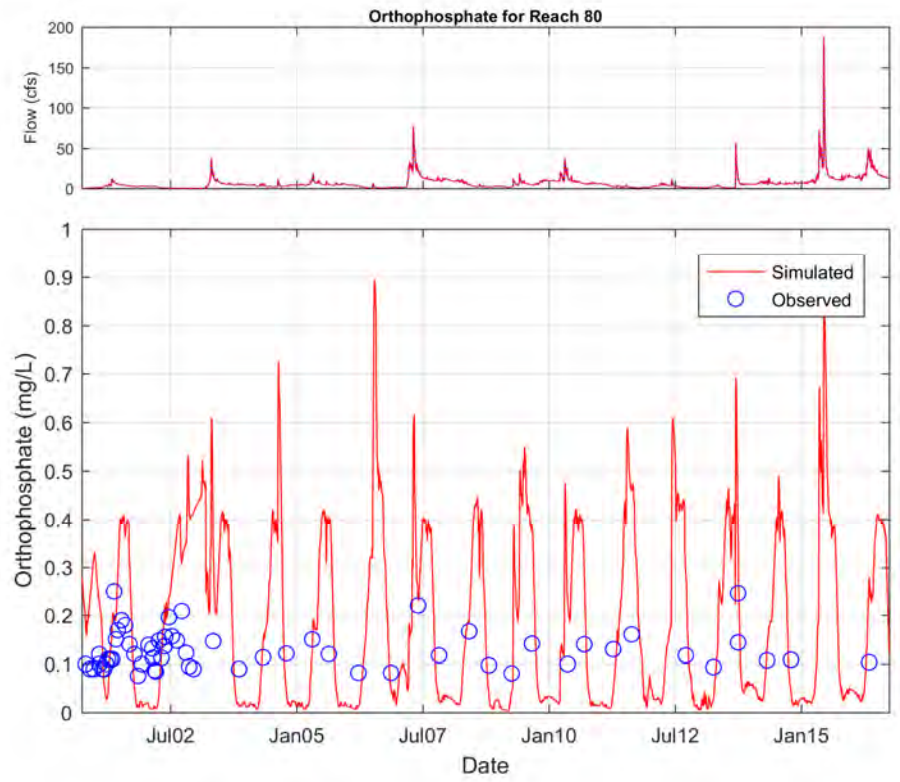 Orthophosphate for Reach 80
200
150
100
50
0
Flow (cfs)
1
0.9
0.8
0.7
0.6
0.5
0.4
0.3
0.2
0.1
0
Orthophosphate (mg/L)
Simulated
Observed
Jul02 Jan05 Jul07 Jan10 Jul12 Jan15
Date